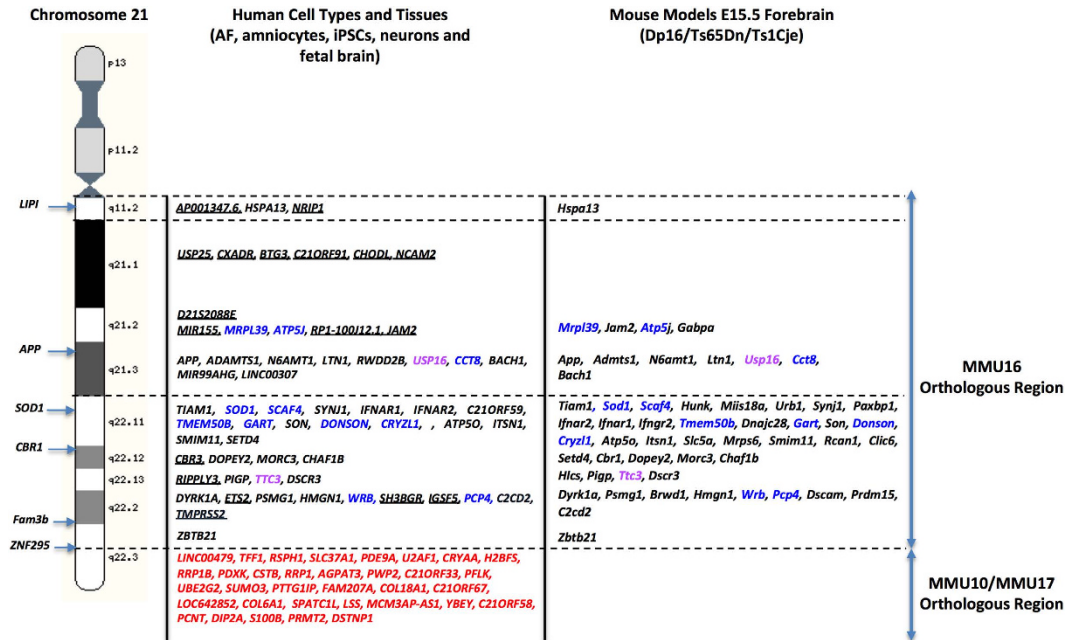 Chromosome 21
Human Cell Types and Tissues
(AF, amniocytes, iPSCs, neurons and
fetal brain)
Mouse Models E15.5 Forebrain
(Dp16/Ts65Dn/Ts1Cje)
p13
p11.2
LIPI
q11.2
AP001347.6, HSPA13, NRIP1
Hspa13
q21.1
USP25, CXADR, BTG3, C21ORF91, CHODL, NCAM2
q21.2
D21S2088E
MIR155, MRPL39, ATP5J, RP1-100J12.1, JAM2
Mrpl39, Jam2, Atp5j, Gabpa
APP
q21.3
APP, ADAMTS1, N6AMT1, LTN1, RWDD2B, USP16, CCT8, BACH1,
MIR99AHG, LINC00307
App, Admts1, N6amt1, Ltn1, Usp16, Cct8,
Bach1
MMU16
Orthologous Region
SOD1
q22.11
TIAM1, SOD1, SCAF4, SYNJ1, IFNAR1, IFNAR2, C21ORF59,
TMEM50B, GART, SON, DONSON, CRYZL1, , ATP5O, ITSN1,
SMIM11, SETD4
Tiam1, Sod1, Scaf4, Hunk, Miis18a, Urb1, Synj1, Paxbp1,
Ifnar2, Ifnar1, Ifngr2, Tmem50b, Dnajc28, Gart, Son, Donson,
Cryzl1, Atp5o, Itsn1, Slc5a, Mrps6, Smim11, Rcan1, Clic6,
Setd4, Cbr1, Dopey2, Morc3, Chaf1b
CBR1
q22.12
CBR3, DOPEY2, MORC3, CHAF1B
q22.13
RIPPLY3, PIGP, TTC3, DSCR3
Hlcs, Pigp, Ttc3, Dscr3
q22.2
DYRK1A, ETS2, PSMG1, HMGN1, WRB, SH3BGR, IGSF5, PCP4, C2CD2,
TMPRSS2
Dyrk1a, Psmg1, Brwd1, Hmgn1, Wrb, Pcp4, Dscam, Prdm15,
C2cd2
Fam3b
ZBTB21
Zbtb21
ZNF295
q22.3
LINC00479, TFF1, RSPH1, SLC37A1, PDE9A, U2AF1, CRYAA, H2BFS,
RRP1B, PDXK, CSTB, RRP1, AGPAT3, PWP2, C21ORF33, PFLK,
UBE2G2, SUMO3, PTTG1IP, FAM207A, COL18A1, C21ORF67,
LOC642852, COL6A1, SPATC1L, LSS, MCM3AP-AS1, YBEY, C21ORF58,
PCNT, DIP2A, S100B, PRMT2, DSTNP1
MMU10/MMU17
Orthologous Region